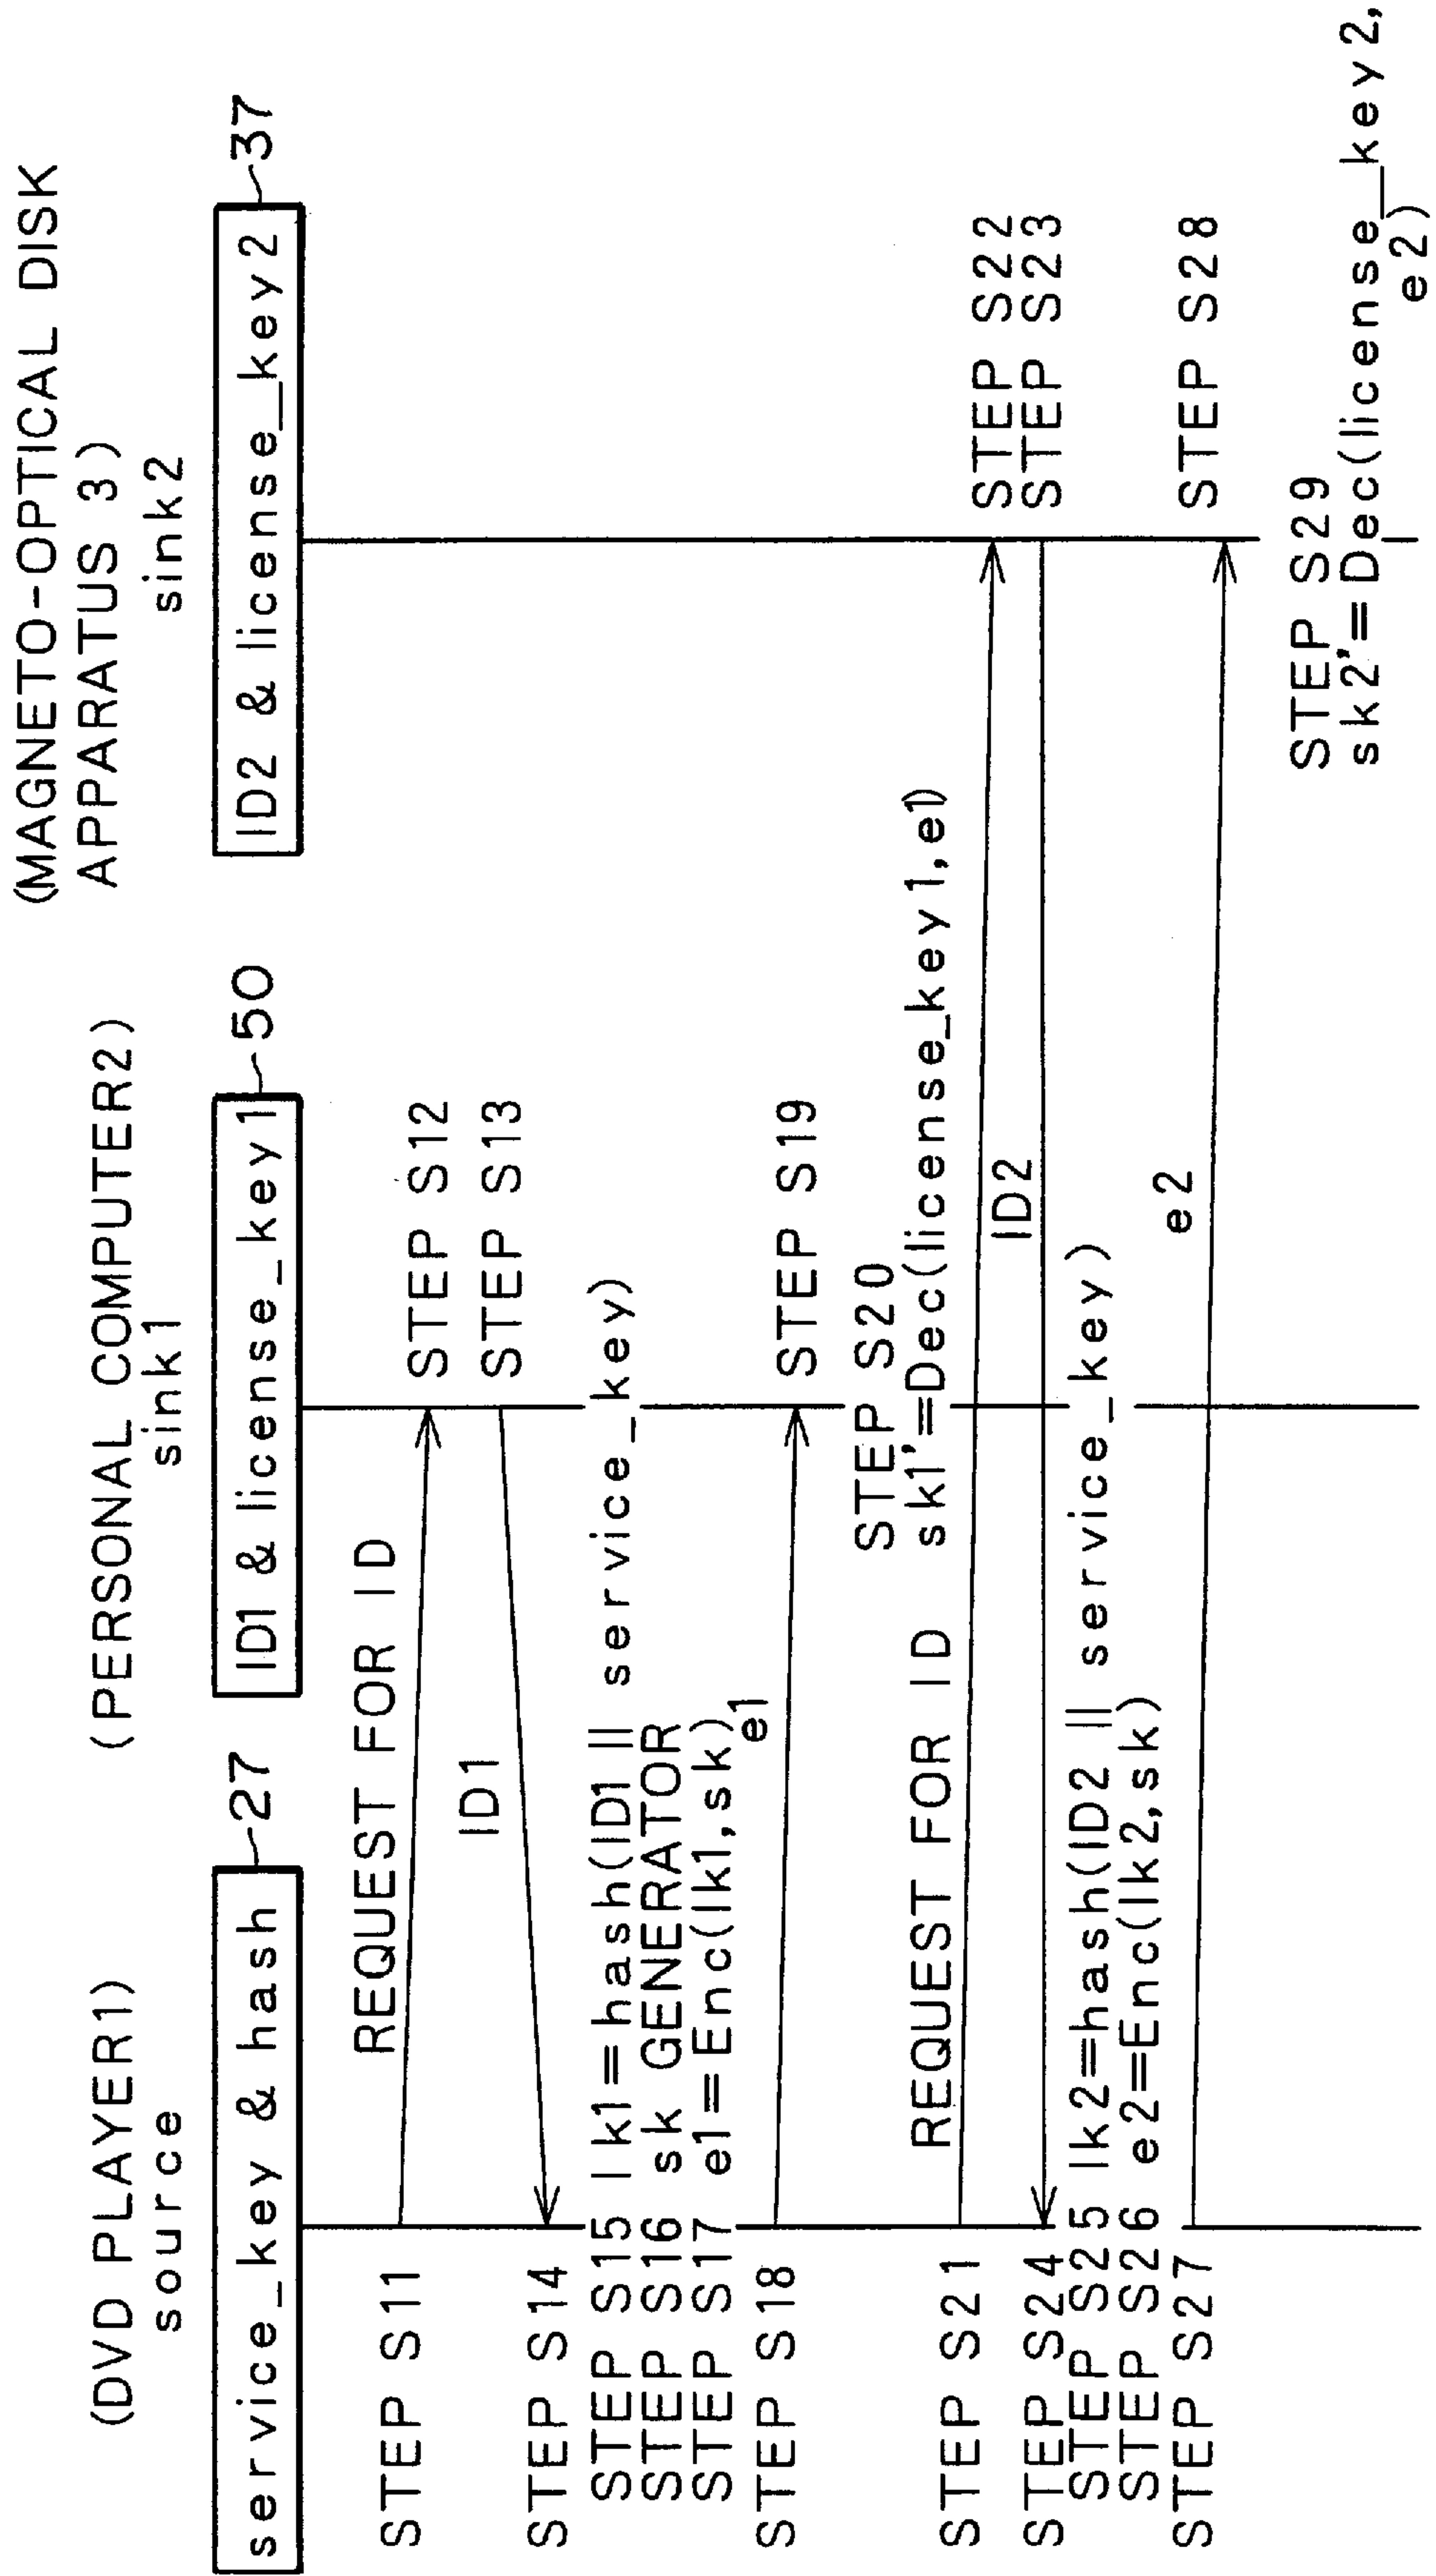 (DVD PLAYER1)
source
(PERSONAL COMPUTER2)
sink1
(MAGNETO-OPTICAL DISK
APPARATUS 3)
sink2
service_key & hash
27
ID1 & license_key1
50
ID2 & license_key2
37
STEP S11
REQUEST FOR ID
STEP S12
STEP S13
ID1
STEP S14
STEP S15 lk1=hash(ID1 || service_key)
STEP S16 sk GENERATOR
STEP S17 e1=Enc(lk1,sk)
STEP S18
e1
STEP S19
STEP S20
sk1'=Dec(license_key1,e1)
STEP S21
REQUEST FOR ID
STEP S22
STEP S23
ID2
STEP S24
STEP S25 lk2=hash(ID2 || service_key)
STEP S26 e2=Enc(lk2,sk)
STEP S27
e2
STEP S28
STEP S29
sk2'=Dec(license_key2,
e2)